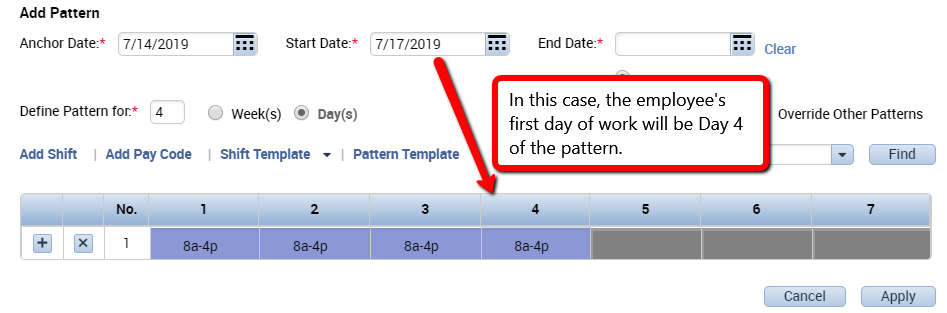 Add Pattern
Anchor Date:* 7/14/2019 Start Date:* 7/17/2019 End Date:* Clear
Define Pattern for:* 4 Week(s) Day(s) Override Other Patterns
In this case, the employee's
first day of work will be Day 4
of the pattern.
Add Shift | Add Pay Code | Shift Template | Pattern Template Find
No. 1 2 3 4 5 6 7
1 8a-4p 8a-4p 8a-4p 8a-4p
Cancel Apply